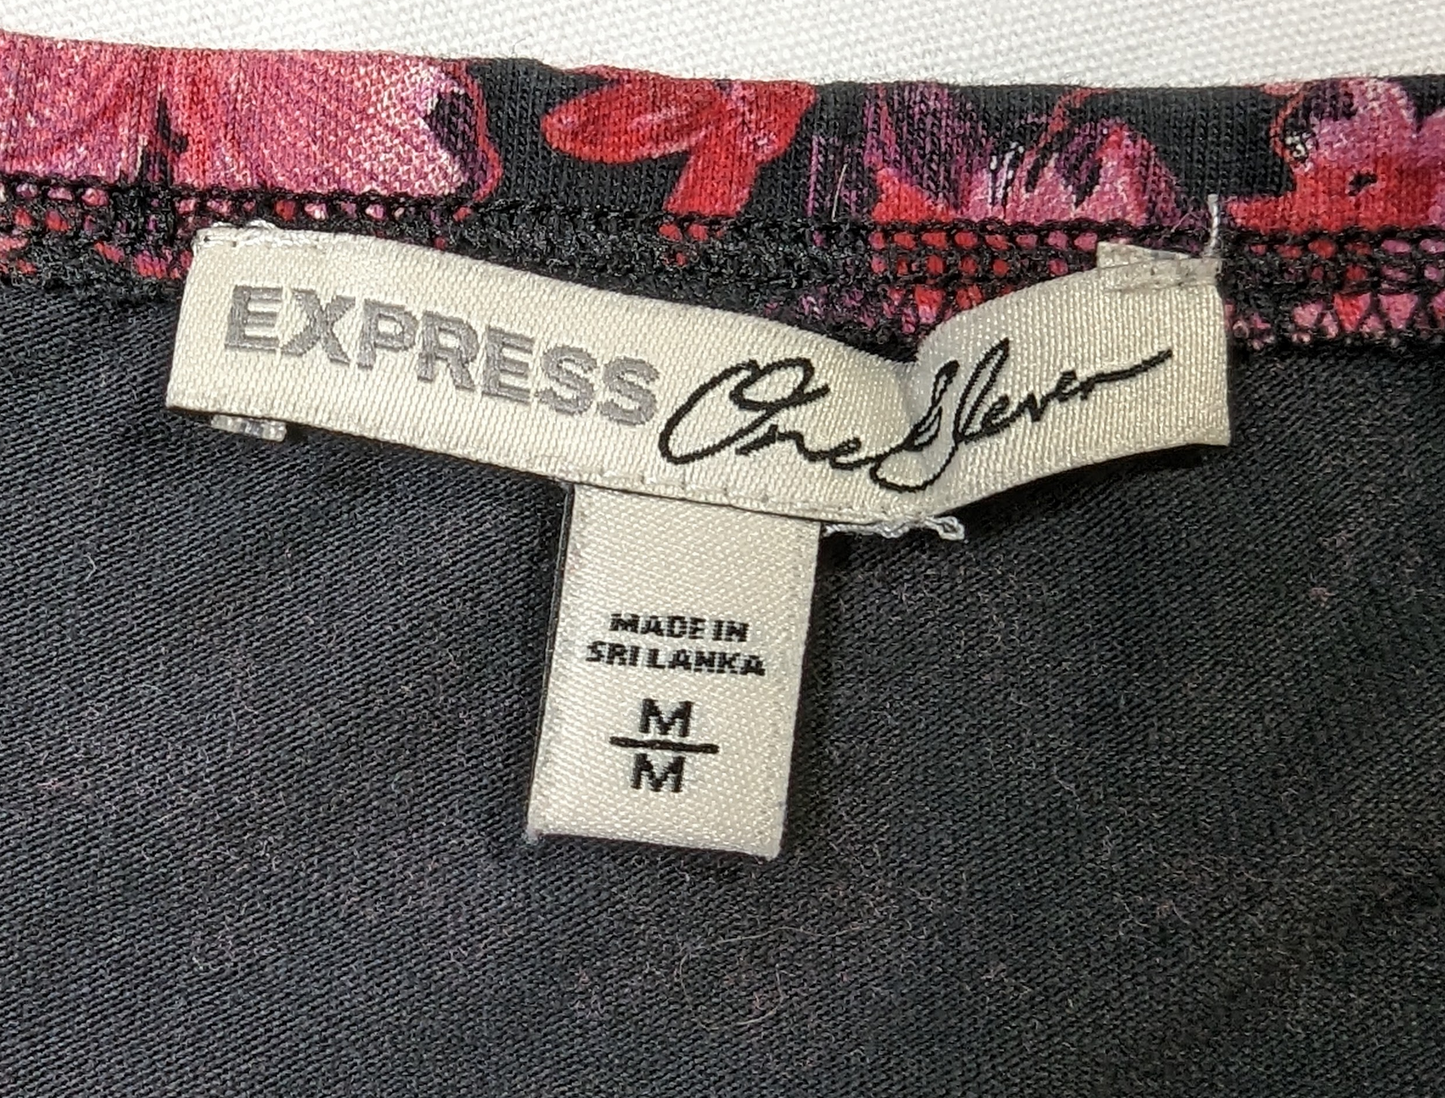 EXPRESS One Eleven
MADE IN
SRI LANKA
M
M